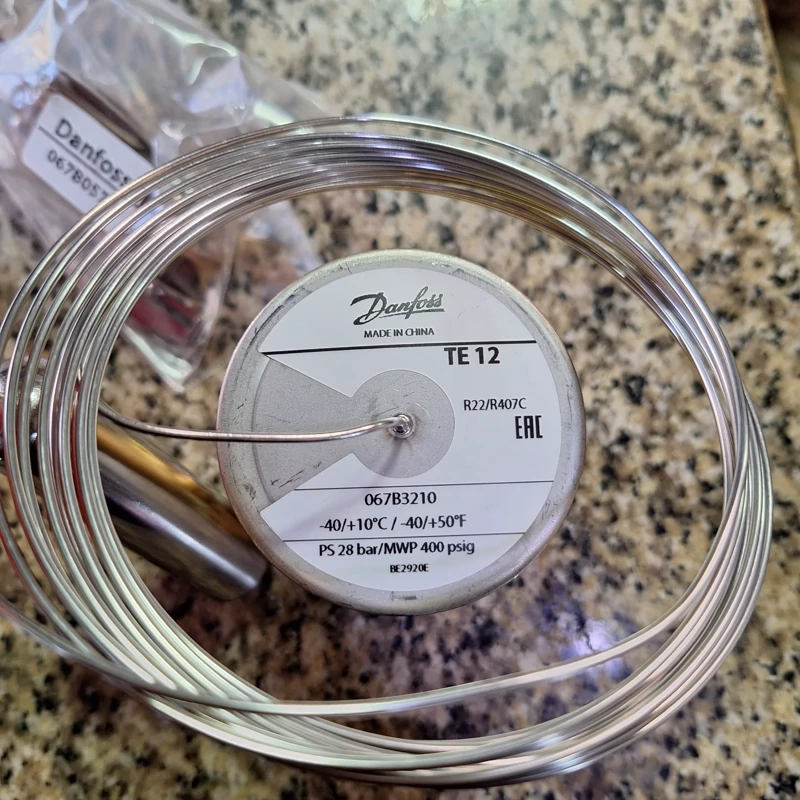 Danfoss
Danfoss
MADE IN CHINA
TE 12
R22/R407C
EAC
067B3210
-40/+10°C / -40/+50°F
PS 28 bar/MWP 400 psig
BE2920E